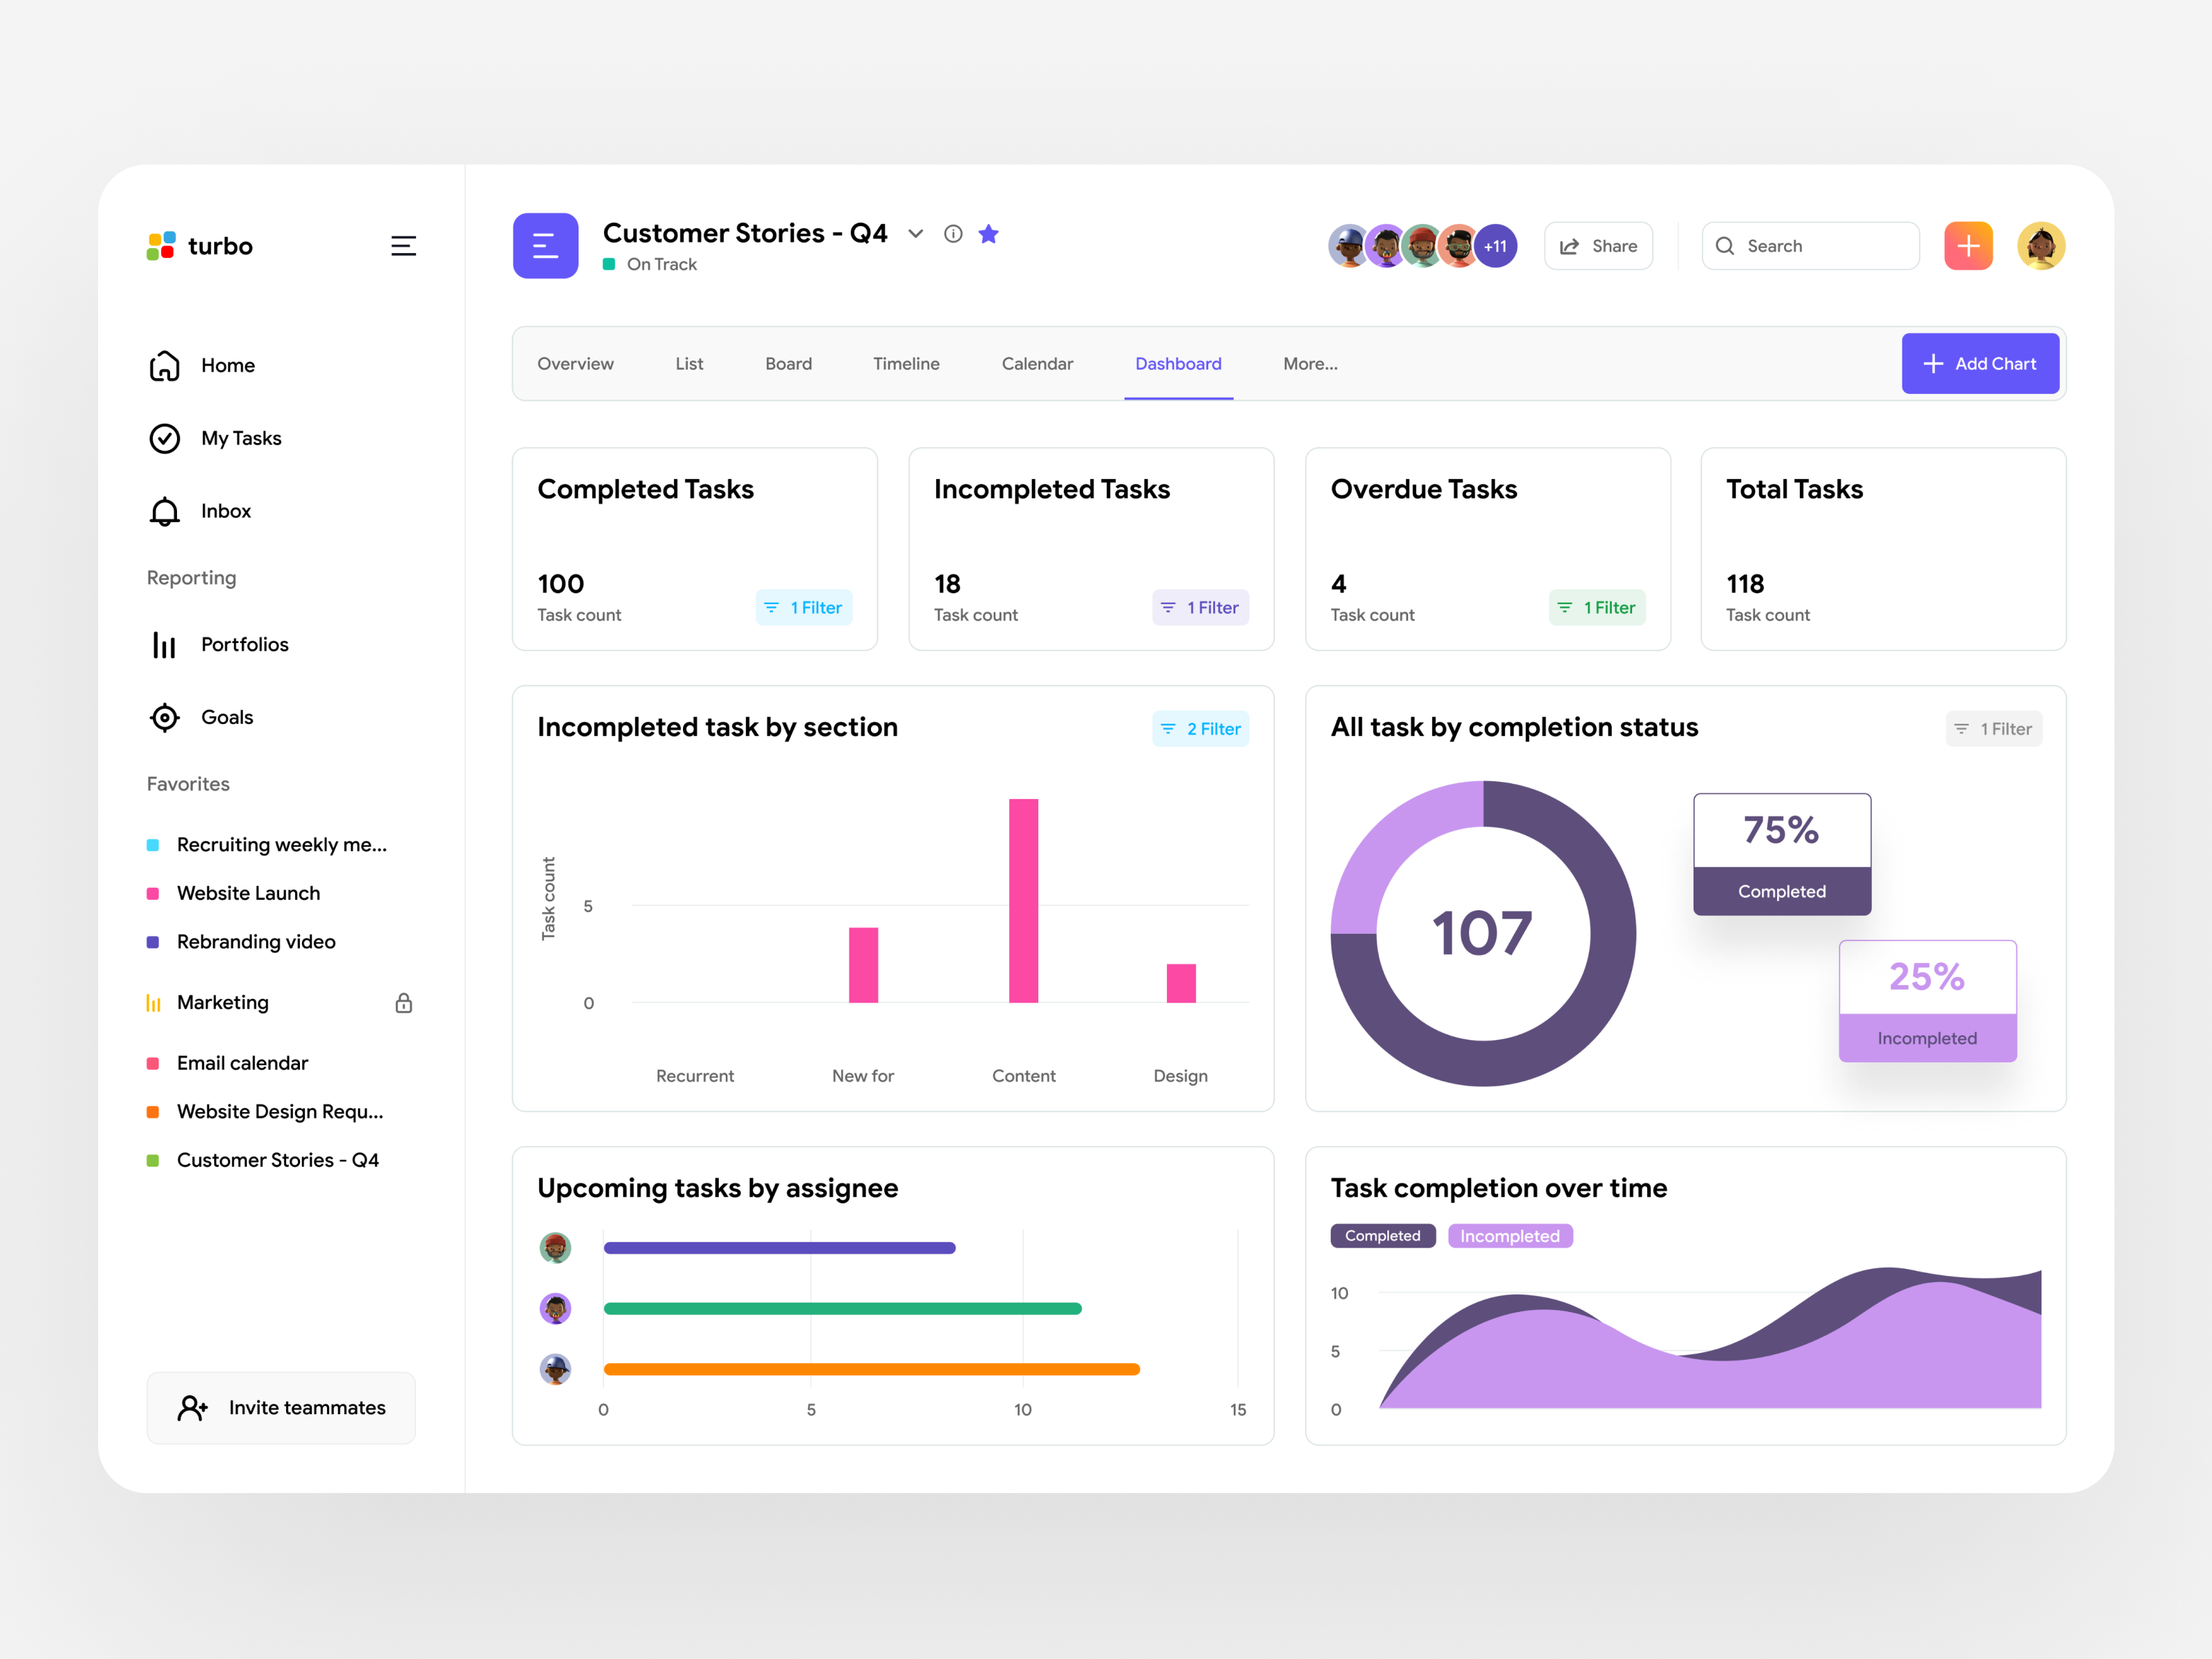 turbo
Home
My Tasks
Inbox
Reporting
Portfolios
Goals
Favorites
Recruiting weekly me...
Website Launch
Rebranding video
Marketing
Email calendar
Website Design Requ...
Customer Stories - Q4
Invite teammates
Customer Stories - Q4
On Track
+11
Share
Search
Overview
List
Board
Timeline
Calendar
Dashboard
More...
Add Chart
Completed Tasks
100
Task count
1 Filter
Incompleted Tasks
18
Task count
1 Filter
Overdue Tasks
4
Task count
1 Filter
Total Tasks
118
Task count
Incompleted task by section
2 Filter
Task count
5
0
Recurrent
New for
Content
Design
All task by completion status
1 Filter
107
75%
Completed
25%
Incompleted
Upcoming tasks by assignee
0
5
10
15
Task completion over time
Completed
Incompleted
10
5
0